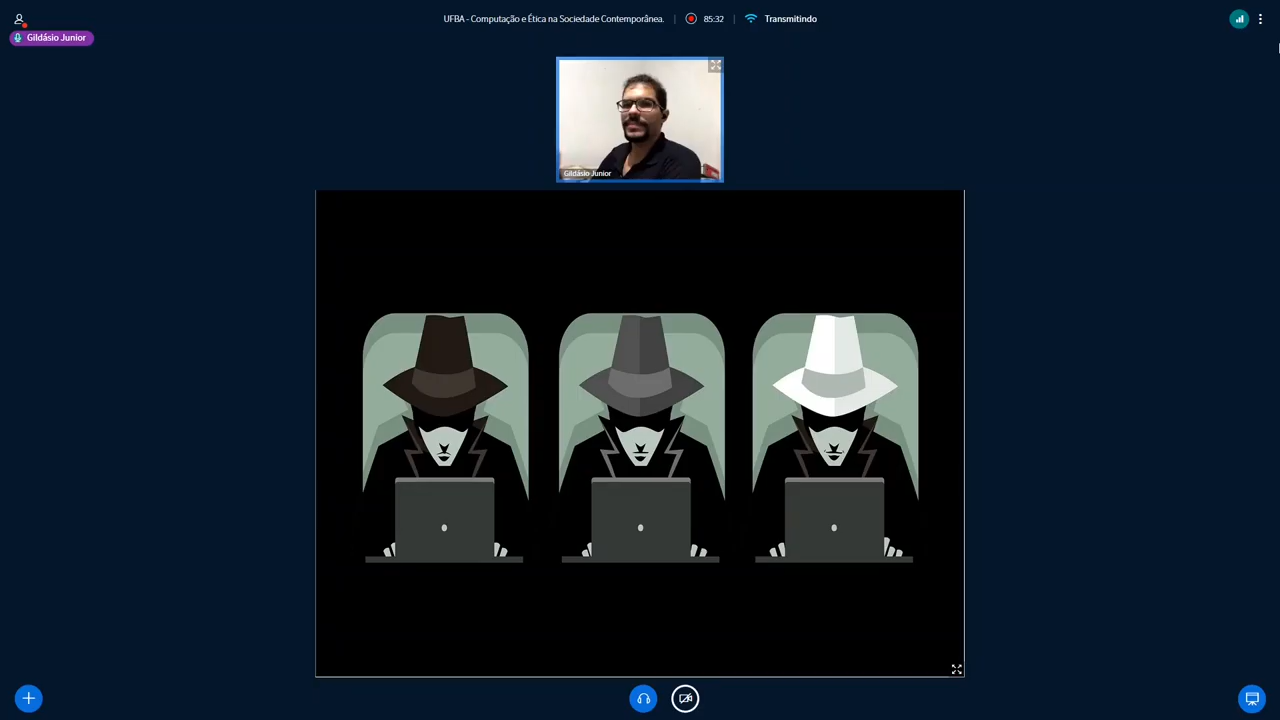 UFBA - Computação e Ética na Sociedade Contemporânea.
85:32
Transmitindo
Gildásio Junior
Gildásio Junior